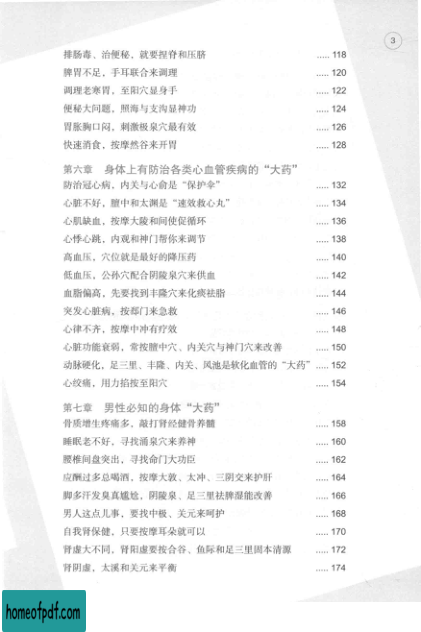 3
排肠毒、治便秘，就要捏脊和压脐 ..... 118
脾胃不足，手耳联合来调理 ..... 120
调理老寒胃，至阳穴显身手 ..... 122
便秘大问题，照海与支沟显神功 ..... 124
胃胀胸口闷，刺激极泉穴最有效 ..... 126
快速消食，按摩然谷来开胃 ..... 128
第六章 身体上有防治各类心血管疾病的“大药”
防治冠心病，内关与心俞是“保护伞” ..... 132
心脏不好，膻中和太渊是“速效救心丸” ..... 134
心肌缺血，按摩大陵和间使促循环 ..... 136
心悸心跳，内观和神门帮你来调节 ..... 138
高血压，穴位就是最好的降压药 ..... 140
低血压，公孙穴配合阴陵泉穴来供血 ..... 142
血脂偏高，先要找到丰隆穴来化痰祛脂 ..... 144
突发心脏病，按郄门来急救 ..... 146
心律不齐，按摩中冲有疗效 ..... 148
心脏功能衰弱，常按膻中穴、内关穴与神门穴来改善 ..... 150
动脉硬化，足三里、丰隆、内关、风池是软化血管的“大药” ..... 152
心绞痛，用力掐按至阳穴 ..... 154
第七章 男性必知的身体“大药”
骨质增生疼痛多，敲打肾经健骨养髓 ..... 158
睡眠老不好，寻找涌泉穴来养神 ..... 160
腰椎间盘突出，寻找命门大功臣 ..... 162
应酬过多总喝酒，按摩大敦、太冲、三阴交来护肝 ..... 164
脚多汗发臭真尴尬，阴陵泉、足三里祛脾湿能改善 ..... 166
男人这点儿事，要找中极、关元来呵护 ..... 168
自我肾保健，只要按摩耳朵就可以 ..... 170
肾虚大不同，肾阳虚要按合谷、鱼际和足三里固本清源 ..... 172
肾阴虚，太溪和关元来平衡 ..... 174
homeofpdf.com